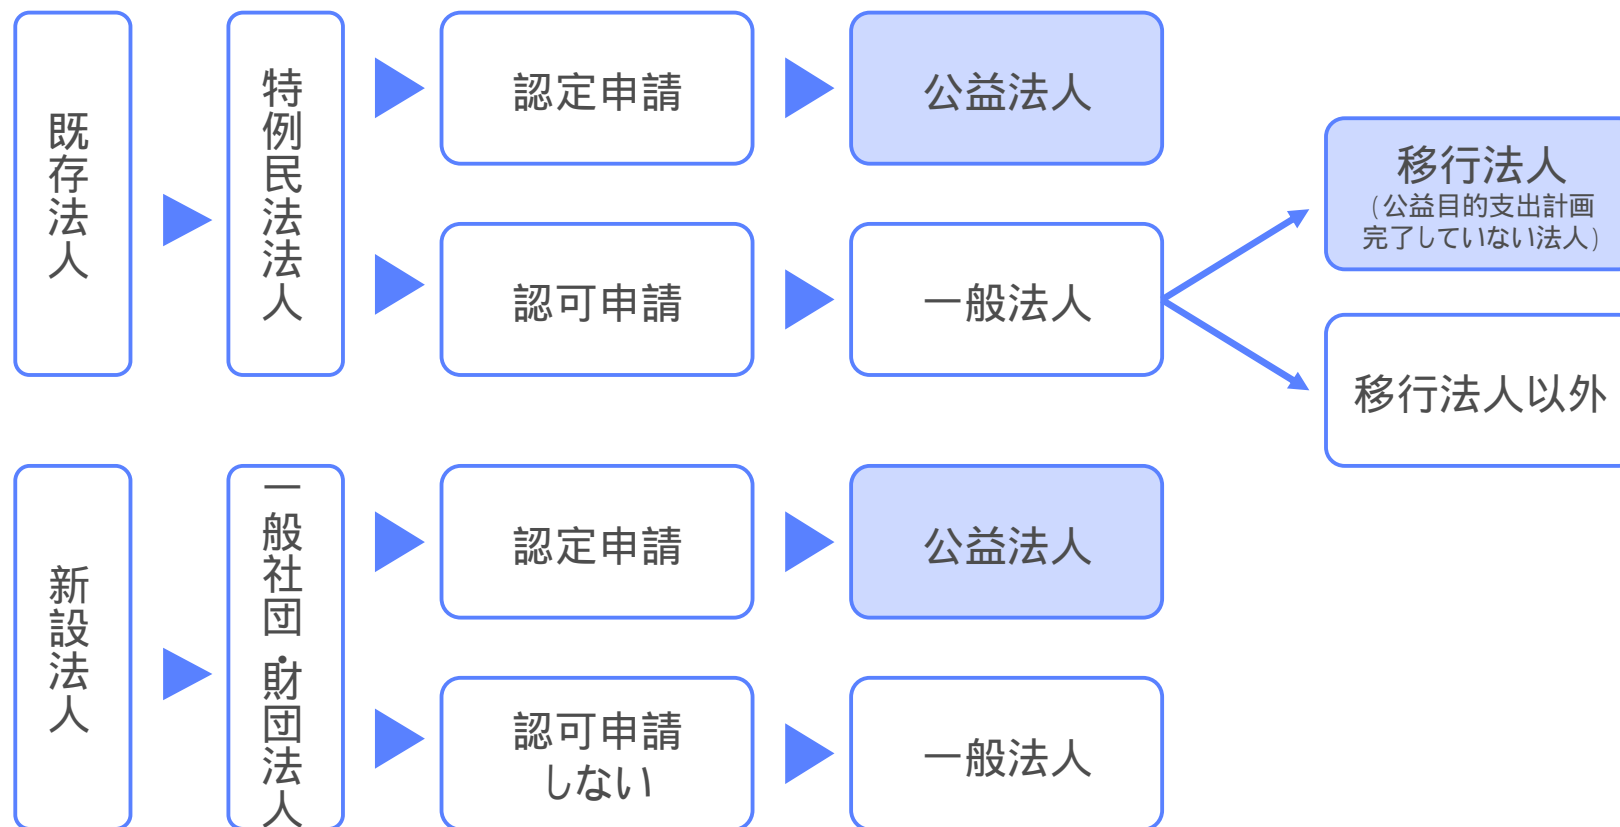 既存法人
特例民法法人
認定申請
公益法人
認可申請
一般法人
移行法人
(公益目的支出計画
完了していない法人)
移行法人以外
新設法人
一般社団・財団法人
認定申請
公益法人
認可申請
しない
一般法人